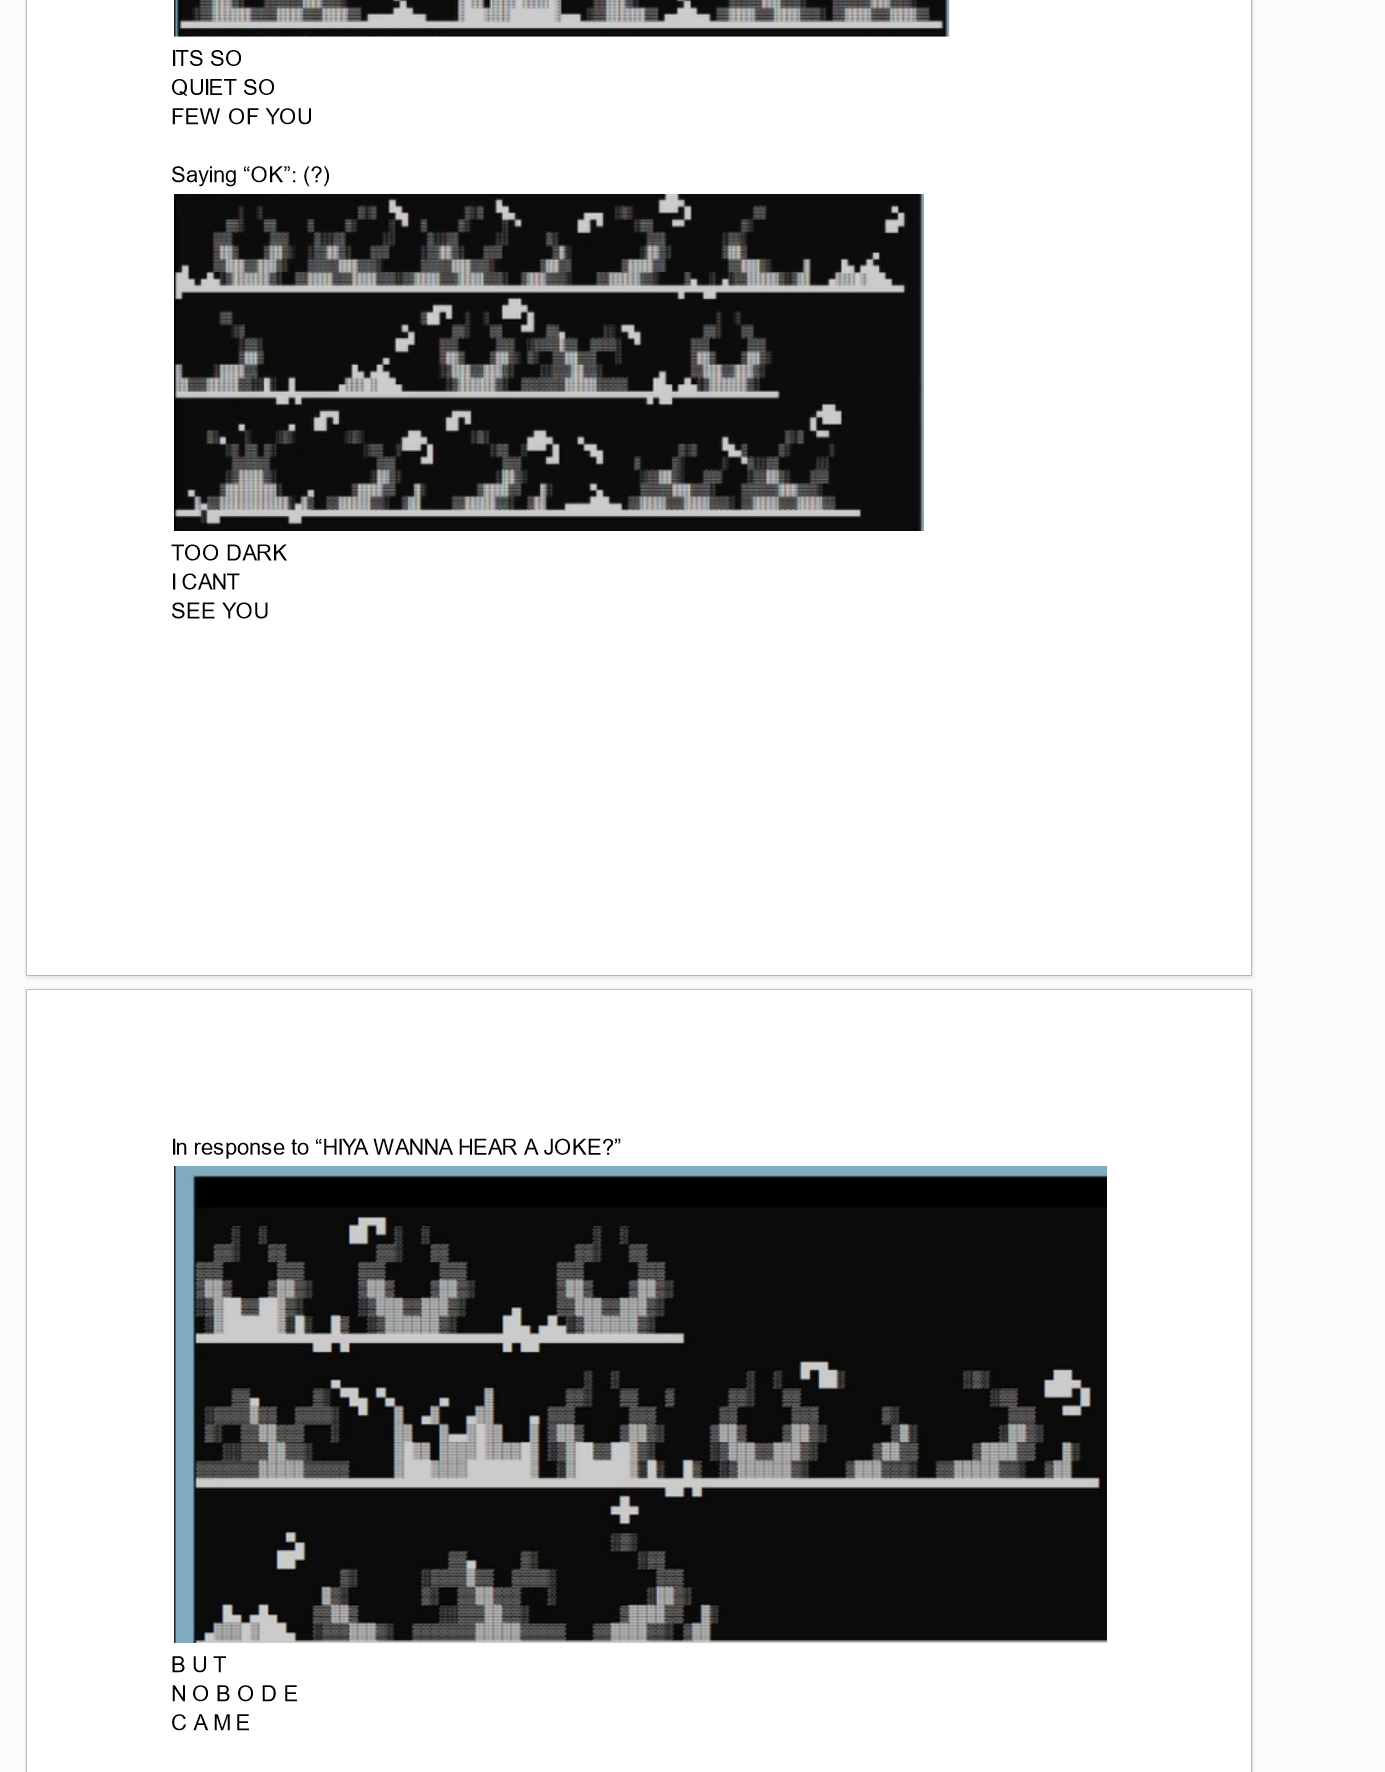 ITS SO
QUIET SO
FEW OF YOU
Saying “OK”: (?)
TOO DARK
I CANT
SEE YOU
In response to “HIYA WANNA HEAR A JOKE?”
B U T
N O B O D E
C A M E